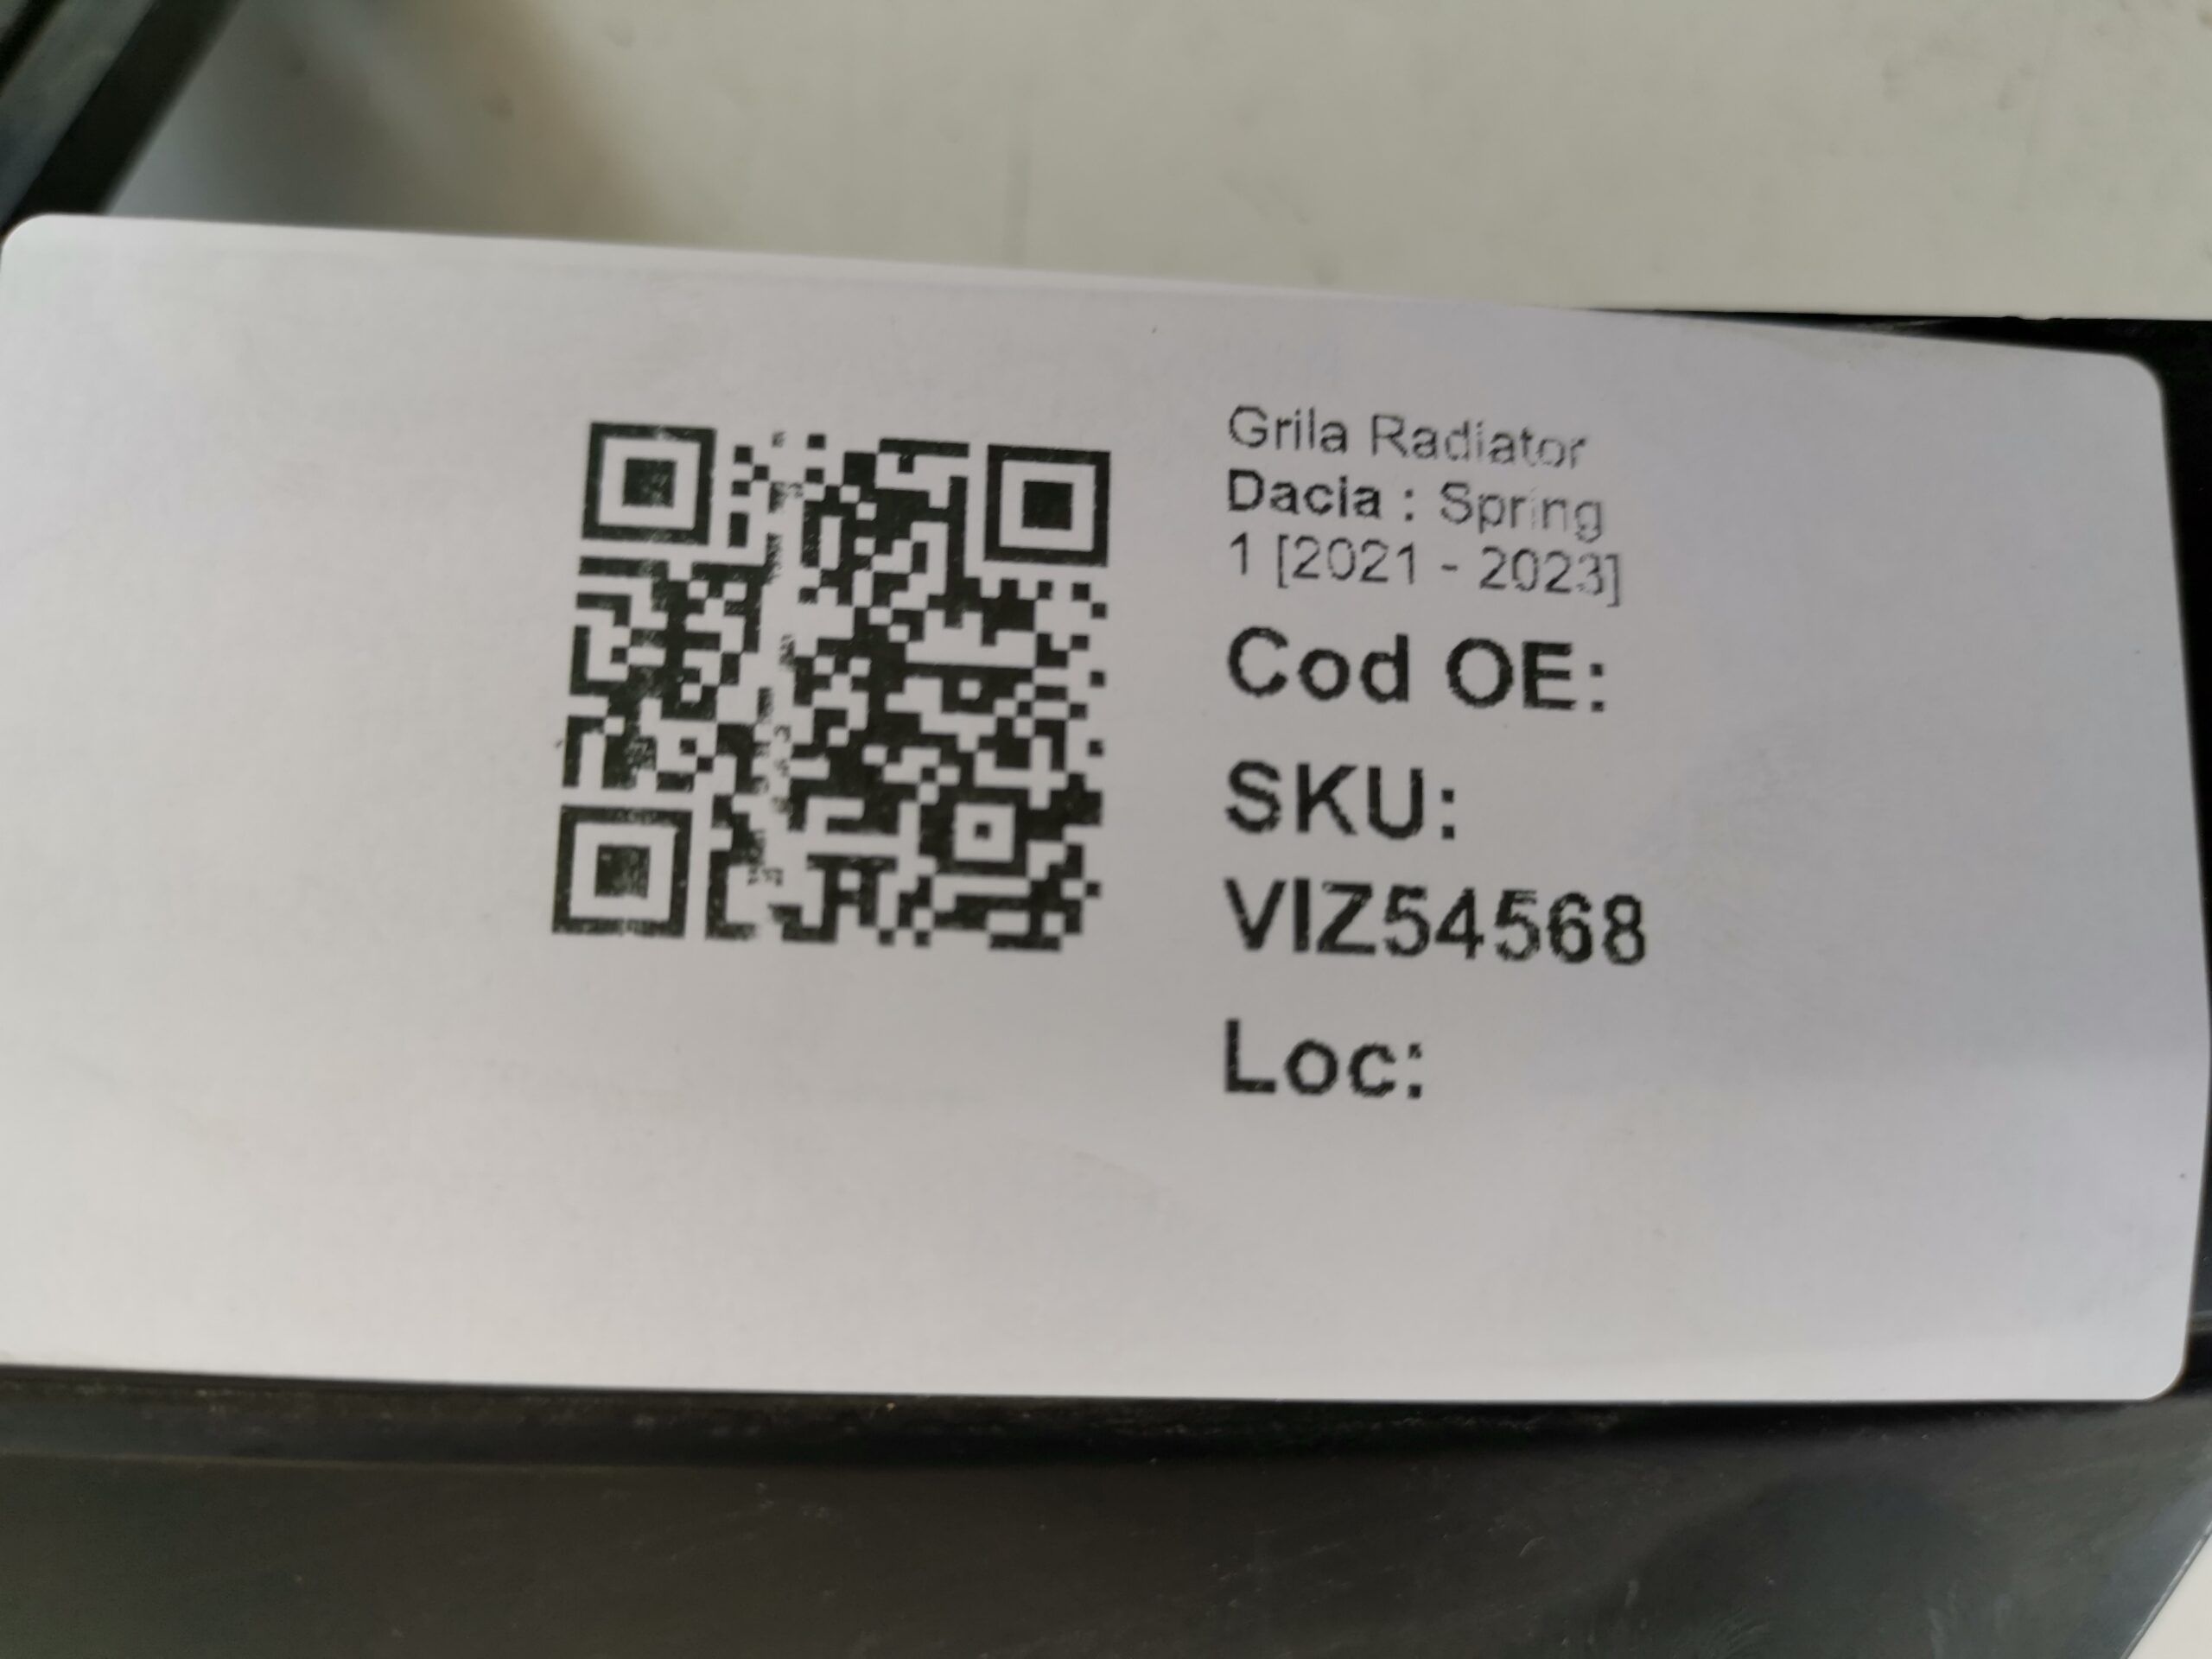 Grila Radiator
Dacia : Spring
1 [2021 - 2023]
Cod OE:
SKU:
VIZ54568
Loc: